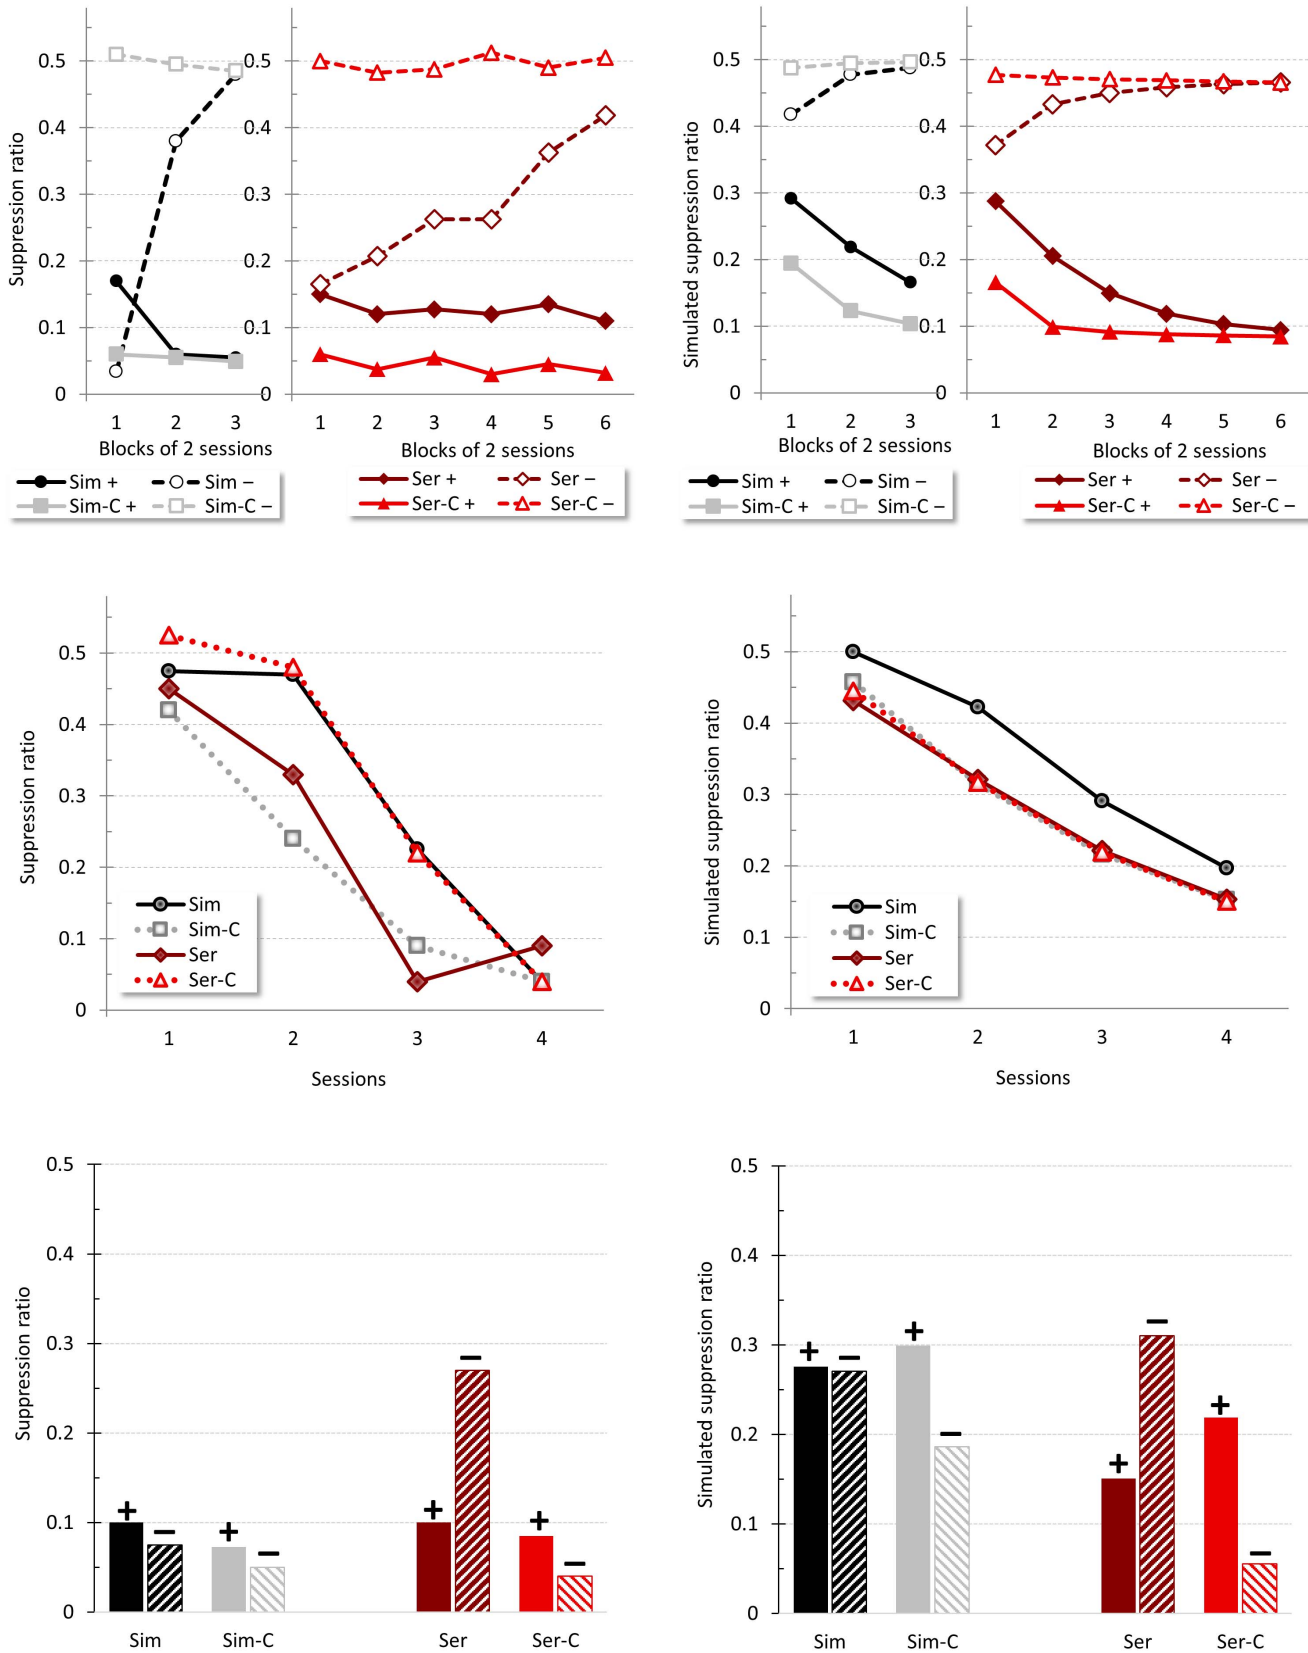 Suppression ratio
0.5
0.4
0.3
0.2
0.1
0
1 2 3
Blocks of 2 sessions
Sim + Sim –
Sim-C + Sim-C –
0.5
0.4
0.3
0.2
0.1
0
1 2 3 4 5 6
Blocks of 2 sessions
Ser + Ser –
Ser-C + Ser-C –
Simulated suppression ratio
0.5
0.4
0.3
0.2
0.1
0
1 2 3
Blocks of 2 sessions
Sim + Sim –
Sim-C + Sim-C –
0.5
0.4
0.3
0.2
0.1
0
1 2 3 4 5 6
Blocks of 2 sessions
Ser + Ser –
Ser-C + Ser-C –
Suppression ratio
0.5
0.4
0.3
0.2
0.1
0
Sim
Sim-C
Ser
Ser-C
1 2 3 4
Sessions
Simulated suppression ratio
0.5
0.4
0.3
0.2
0.1
0
Sim
Sim-C
Ser
Ser-C
1 2 3 4
Sessions
Suppression ratio
0.5
0.4
0.3
0.2
0.1
0
+ – + – + – + –
Sim Sim-C Ser Ser-C
Simulated suppression ratio
0.5
0.4
0.3
0.2
0.1
0
+ – + – + – + –
Sim Sim-C Ser Ser-C